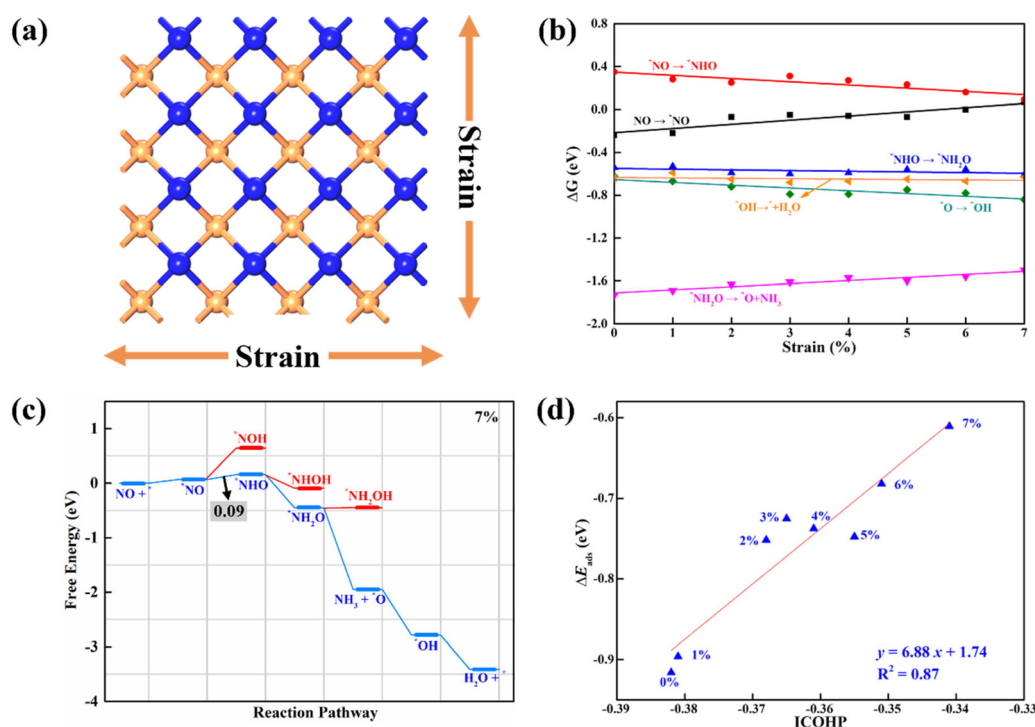 (a)
Strain
Strain
(b)
ΔG (eV)
0.8
0.4
0.0
-0.4
-0.8
-1.2
-1.6
-2.0
*NO → *NHO
NO → *NO
*NHO → *NH₂O
*OH → *+H₂O
*O → *OH
*NH₂O → *O+NH₃
0 1 2 3 4 5 6 7
Strain (%)
(c)
7%
Free Energy (eV)
1
0
-1
-2
-3
-4
*NOH
NO + *
*NO
*NHO
0.09
*NHOH
*NH₂O
*NH₂OH
NH₃ + *O
*OH
H₂O + *
Reaction Pathway
(d)
ΔE_ads (eV)
-0.6
-0.7
-0.8
-0.9
7%
6%
3%
4%
2%
5%
1%
0%
y = 6.88 x + 1.74
R² = 0.87
-0.39 -0.38 -0.37 -0.36 -0.35 -0.34 -0.33
ICOHP